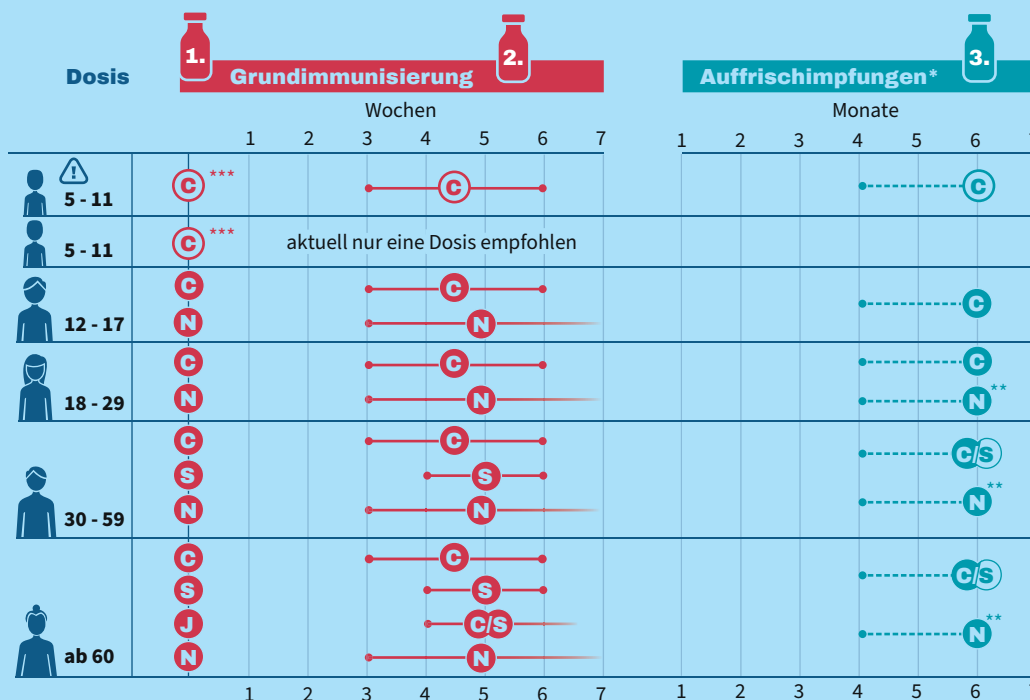 Dosis
1.
Grundimmunisierung
2.
Auffrischimpfungen*
3.
Wochen
Monate
1 2 3 4 5 6 7
1 2 3 4 5 6
!
5 - 11
C ***
C
C
5 - 11
C ***
aktuell nur eine Dosis empfohlen
12 - 17
C
C
C
N
N
18 - 29
C
C
C
N
N
N **
30 - 59
C
C
C/S
S
S
N
N
N **
ab 60
C
C
C/S
S
S
J
C/S
N
N
N **
1 2 3 4 5 6 7
1 2 3 4 5 6